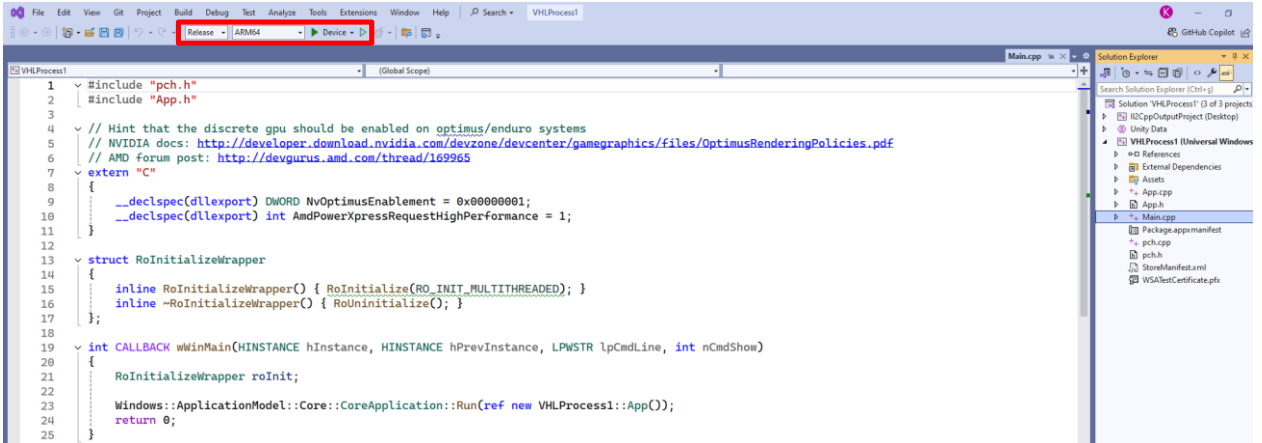 File Edit View Git Project Build Debug Test Analyze Tools Extensions Window Help Search VHLProcess1 K
Release ARM64 Device GitHub Copilot
Main.cpp Solution Explorer
VHLProcess1 (Global Scope)
Search Solution Explorer (Ctrl+ş)
1 #include "pch.h"
2 #include "App.h"
3
4 // Hint that the discrete gpu should be enabled on optimus/enduro systems
5 // NVIDIA docs: http://developer.download.nvidia.com/devzone/devcenter/gamegraphics/files/OptimusRenderingPolicies.pdf
6 // AMD forum post: http://devgurus.amd.com/thread/169965
7 extern "C"
8 {
9 __declspec(dllexport) DWORD NvOptimusEnablement = 0x00000001;
10 __declspec(dllexport) int AmdPowerXpressRequestHighPerformance = 1;
11 }
12
13 struct RoInitializeWrapper
14 {
15 inline RoInitializeWrapper() { RoInitialize(RO_INIT_MULTITHREADED); }
16 inline ~RoInitializeWrapper() { RoUninitialize(); }
17 };
18
19 int CALLBACK wWinMain(HINSTANCE hInstance, HINSTANCE hPrevInstance, LPWSTR lpCmdLine, int nCmdShow)
20 {
21 RoInitializeWrapper roInit;
22
23 Windows::ApplicationModel::Core::CoreApplication::Run(ref new VHLProcess1::App());
24 return 0;
25 }
Solution 'VHLProcess1' (3 of 3 projects
Il2CppOutputProject (Desktop)
Unity Data
VHLProcess1 (Universal Windows
References
External Dependencies
Assets
App.cpp
App.h
Main.cpp
Package.appxmanifest
pch.cpp
pch.h
StoreManifest.xml
WSATestCertificate.pfx